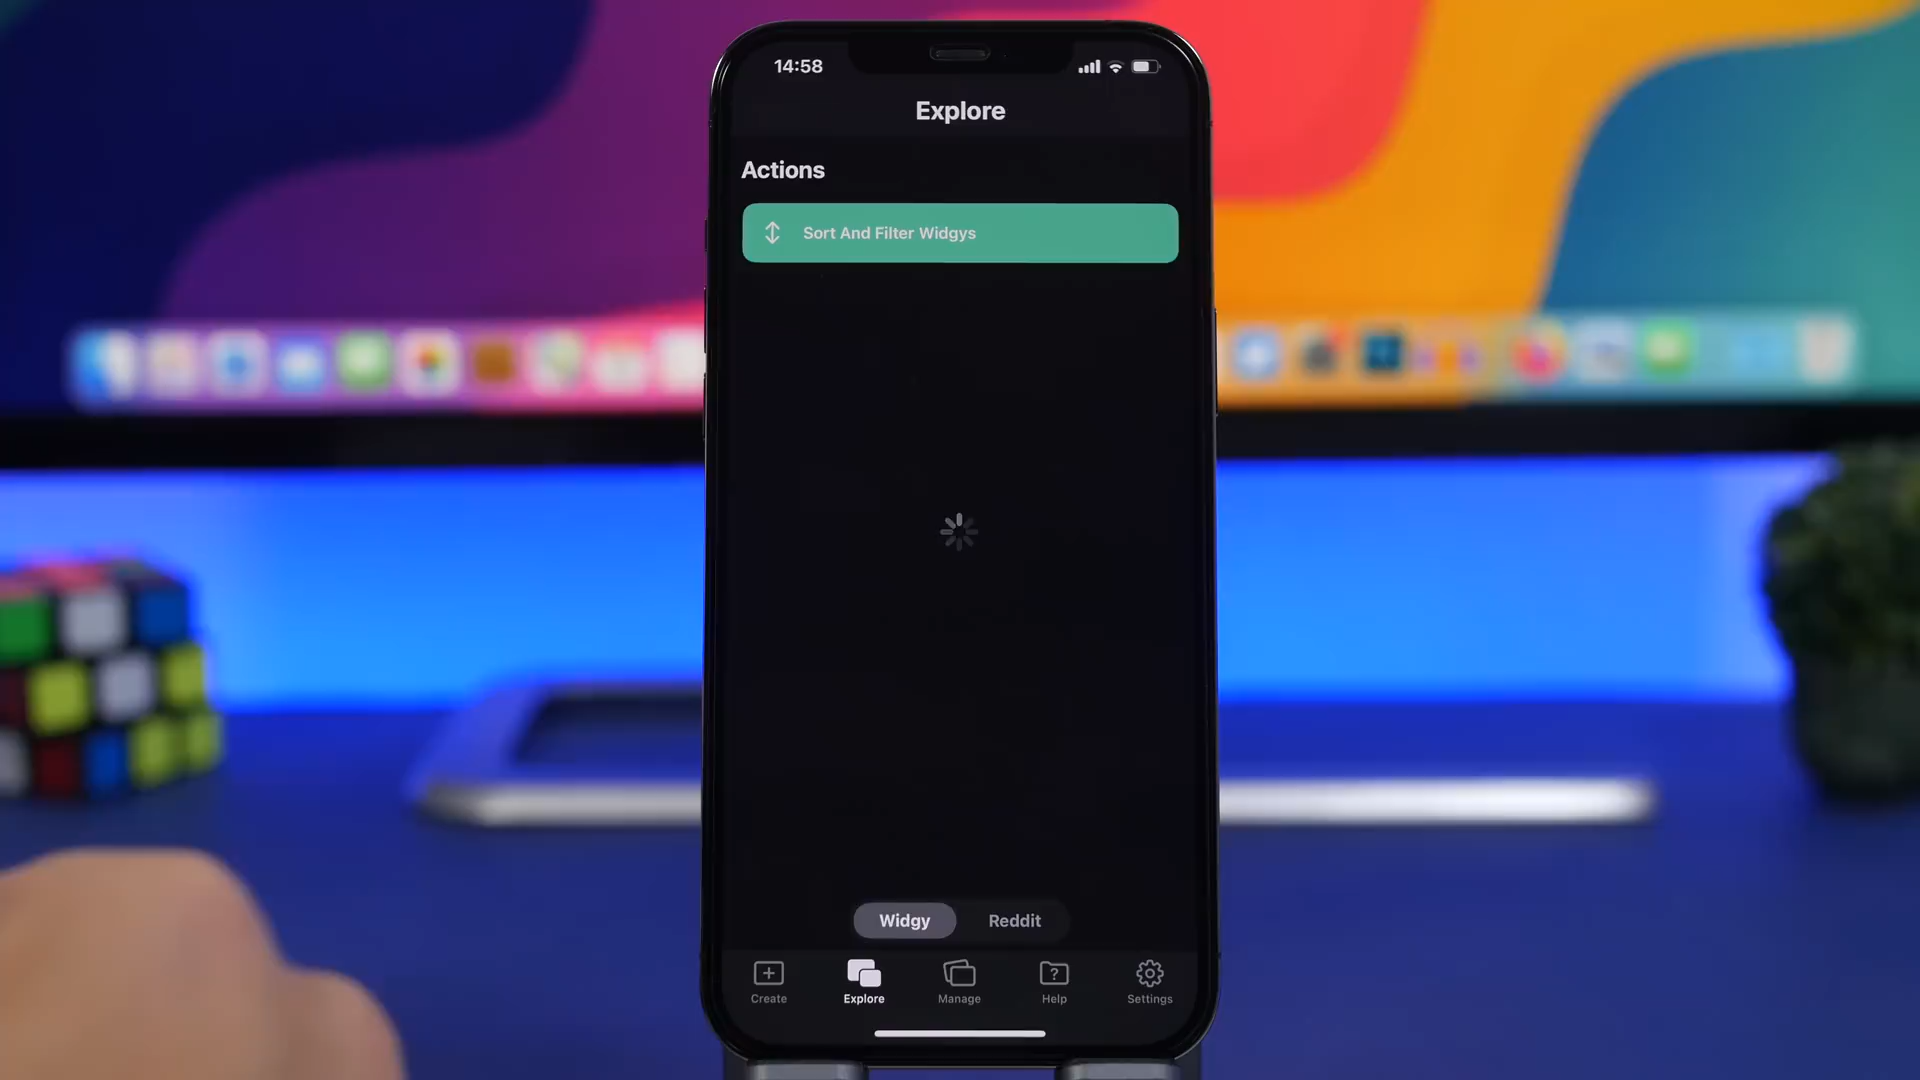 14:58
Explore
Actions
Sort And Filter Widgys
Widgy
Reddit
Create
Explore
Manage
Help
Settings